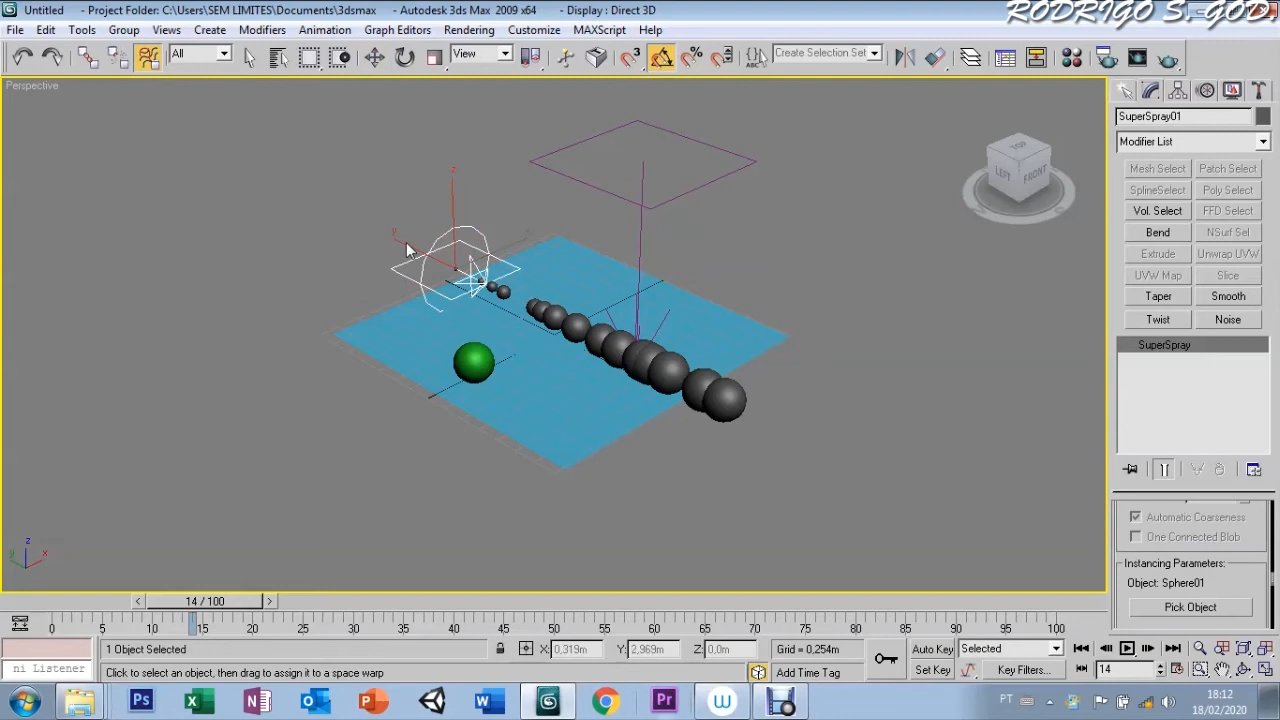 Untitled - Project Folder: C:\Users\SEM LIMITES\Documents\3dsmax - Autodesk 3ds Max 2009 x64 - Display : Direct 3D
RODRIGO S. GOD
File Edit Tools Group Views Create Modifiers Animation Graph Editors Rendering Customize MAXScript Help
All
View
3
Create Selection Set
Perspective
TOP
LEFT
FRONT
SuperSpray01
Modifier List
Mesh Select Patch Select
SplineSelect Poly Select
Vol. Select FFD Select
Bend NSurf Sel
Extrude Unwrap UVW
UVW Map Slice
Taper Smooth
Twist Noise
SuperSpray
Automatic Coarseness
One Connected Blob
Instancing Parameters:
Object: Sphere01
Pick Object
z
x
z
y
x
14 / 100
0 5 10 15 20 25 30 35 40 45 50 55 60 65 70 75 80 85 90 95 100
1 Object Selected X: 0,319m Y: 2,969m Z: 0,0m Grid = 0,254m Auto Key Selected
ni Listener Click to select an object, then drag to assign it to a space warp Add Time Tag Set Key Key Filters... 14
PT 18:12
18/02/2020